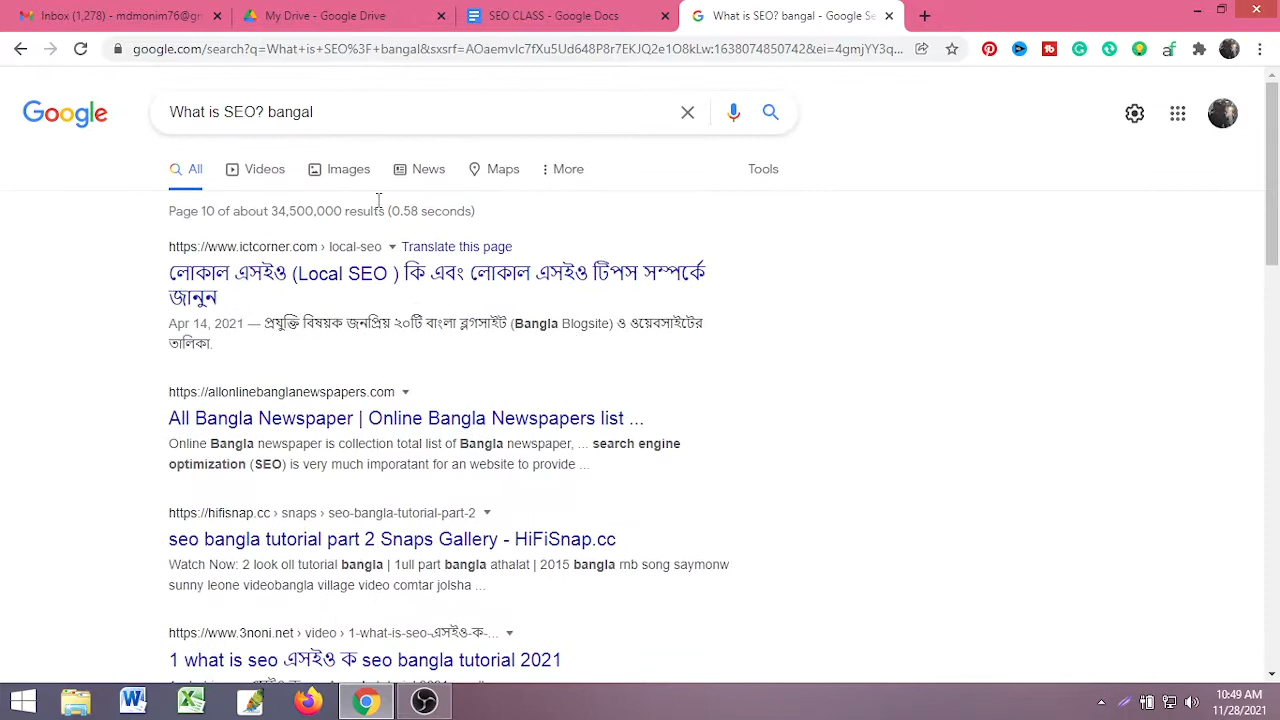 Inbox (1,278) - mdmonim76@gr
My Drive - Google Drive
SEO CLASS - Google Docs
What is SEO? bangal - Google Se
google.com/search?q=What+is+SEO%3F+bangal&sxsrf=AOaemvIc7fXu5Ud648P8r7EKJQ2e1O8kLw:1638074850742&ei=4gmjYY3q...
Google
What is SEO? bangal
All
Videos
Images
News
Maps
More
Tools
Page 10 of about 34,500,000 results (0.58 seconds)
https://www.ictcorner.com › local-seo
Translate this page
লোকাল এসইও (Local SEO ) কি এবং লোকাল এসইও টিপস সম্পর্কে
জানুন
Apr 14, 2021 — প্রযুক্তি বিষয়ক জনপ্রিয় ২০টি বাংলা ব্লগসাইট (Bangla Blogsite) ও ওয়েবসাইটের
তালিকা.
https://allonlinebanglanewspapers.com
All Bangla Newspaper | Online Bangla Newspapers list ...
Online Bangla newspaper is collection total list of Bangla newspaper, ... search engine
optimization (SEO) is very much imporatant for an website to provide ...
https://hifisnap.cc › snaps › seo-bangla-tutorial-part-2
seo bangla tutorial part 2 Snaps Gallery - HiFiSnap.cc
Watch Now: 2 look oll tutorial bangla | 1ull part bangla athalat | 2015 bangla rnb song saymonw
sunny leone videobangla village video comtar jolsha ...
https://www.3noni.net › video › 1-what-is-seo-এসইও-ক-...
1 what is seo এসইও ক seo bangla tutorial 2021
10:49 AM
11/28/2021